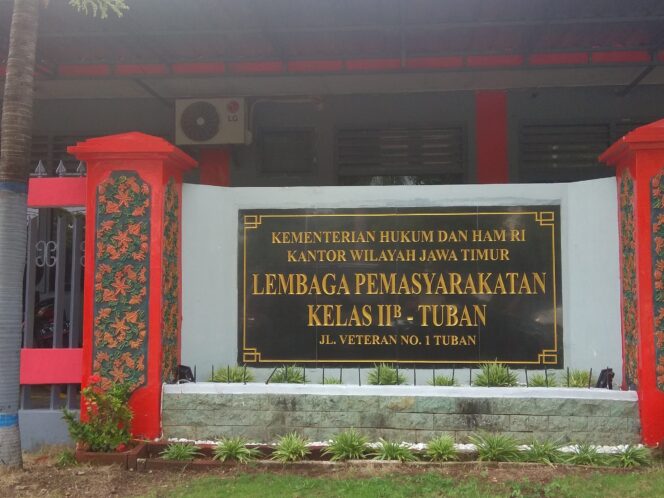 LG
KEMENTERIAN HUKUM DAN HAM RI
KANTOR WILAYAH JAWA TIMUR
LEMBAGA PEMASYARAKATAN
KELAS IIB - TUBAN
JL. VETERAN NO. 1 TUBAN